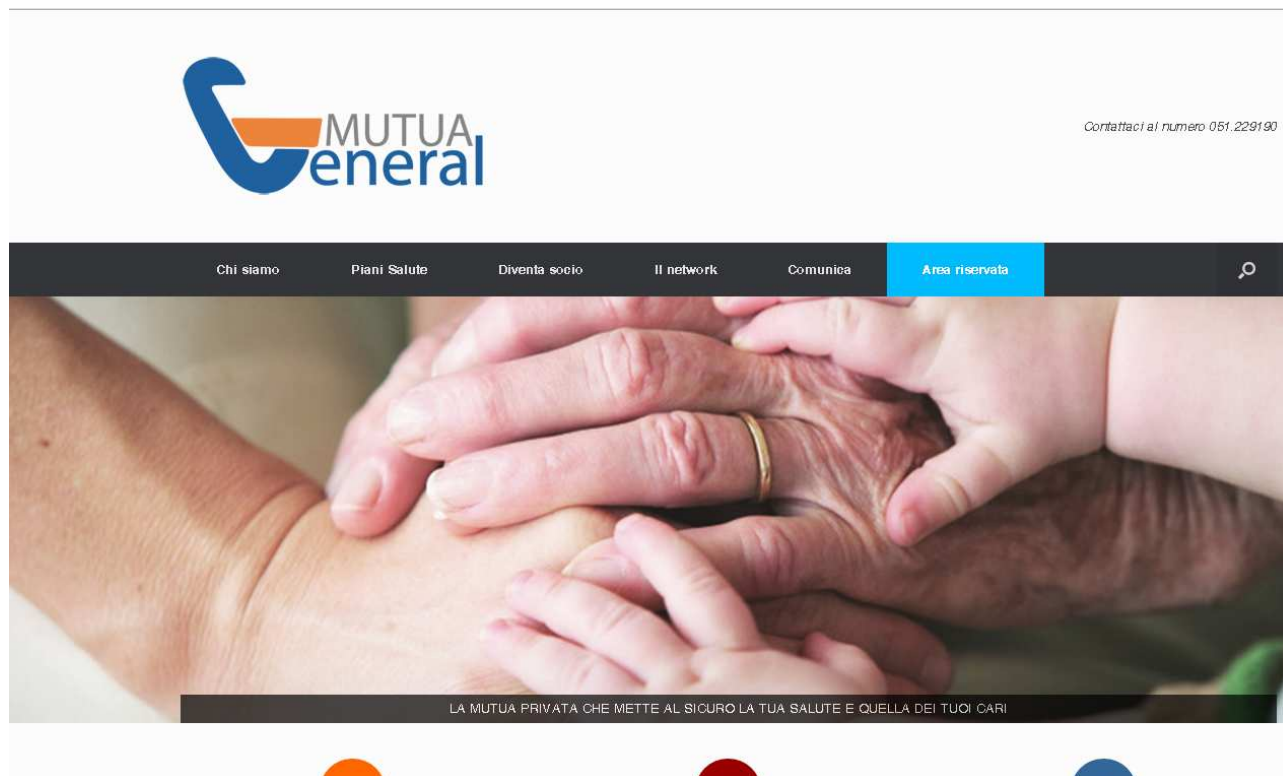 MUTUA
General
Contattaci al numero 051.229190
Chi siamo
Piani Salute
Diventa socio
Il network
Comunica
Area riservata
LA MUTUA PRIVATA CHE METTE AL SICURO LA TUA SALUTE E QUELLA DEI TUOI CARI